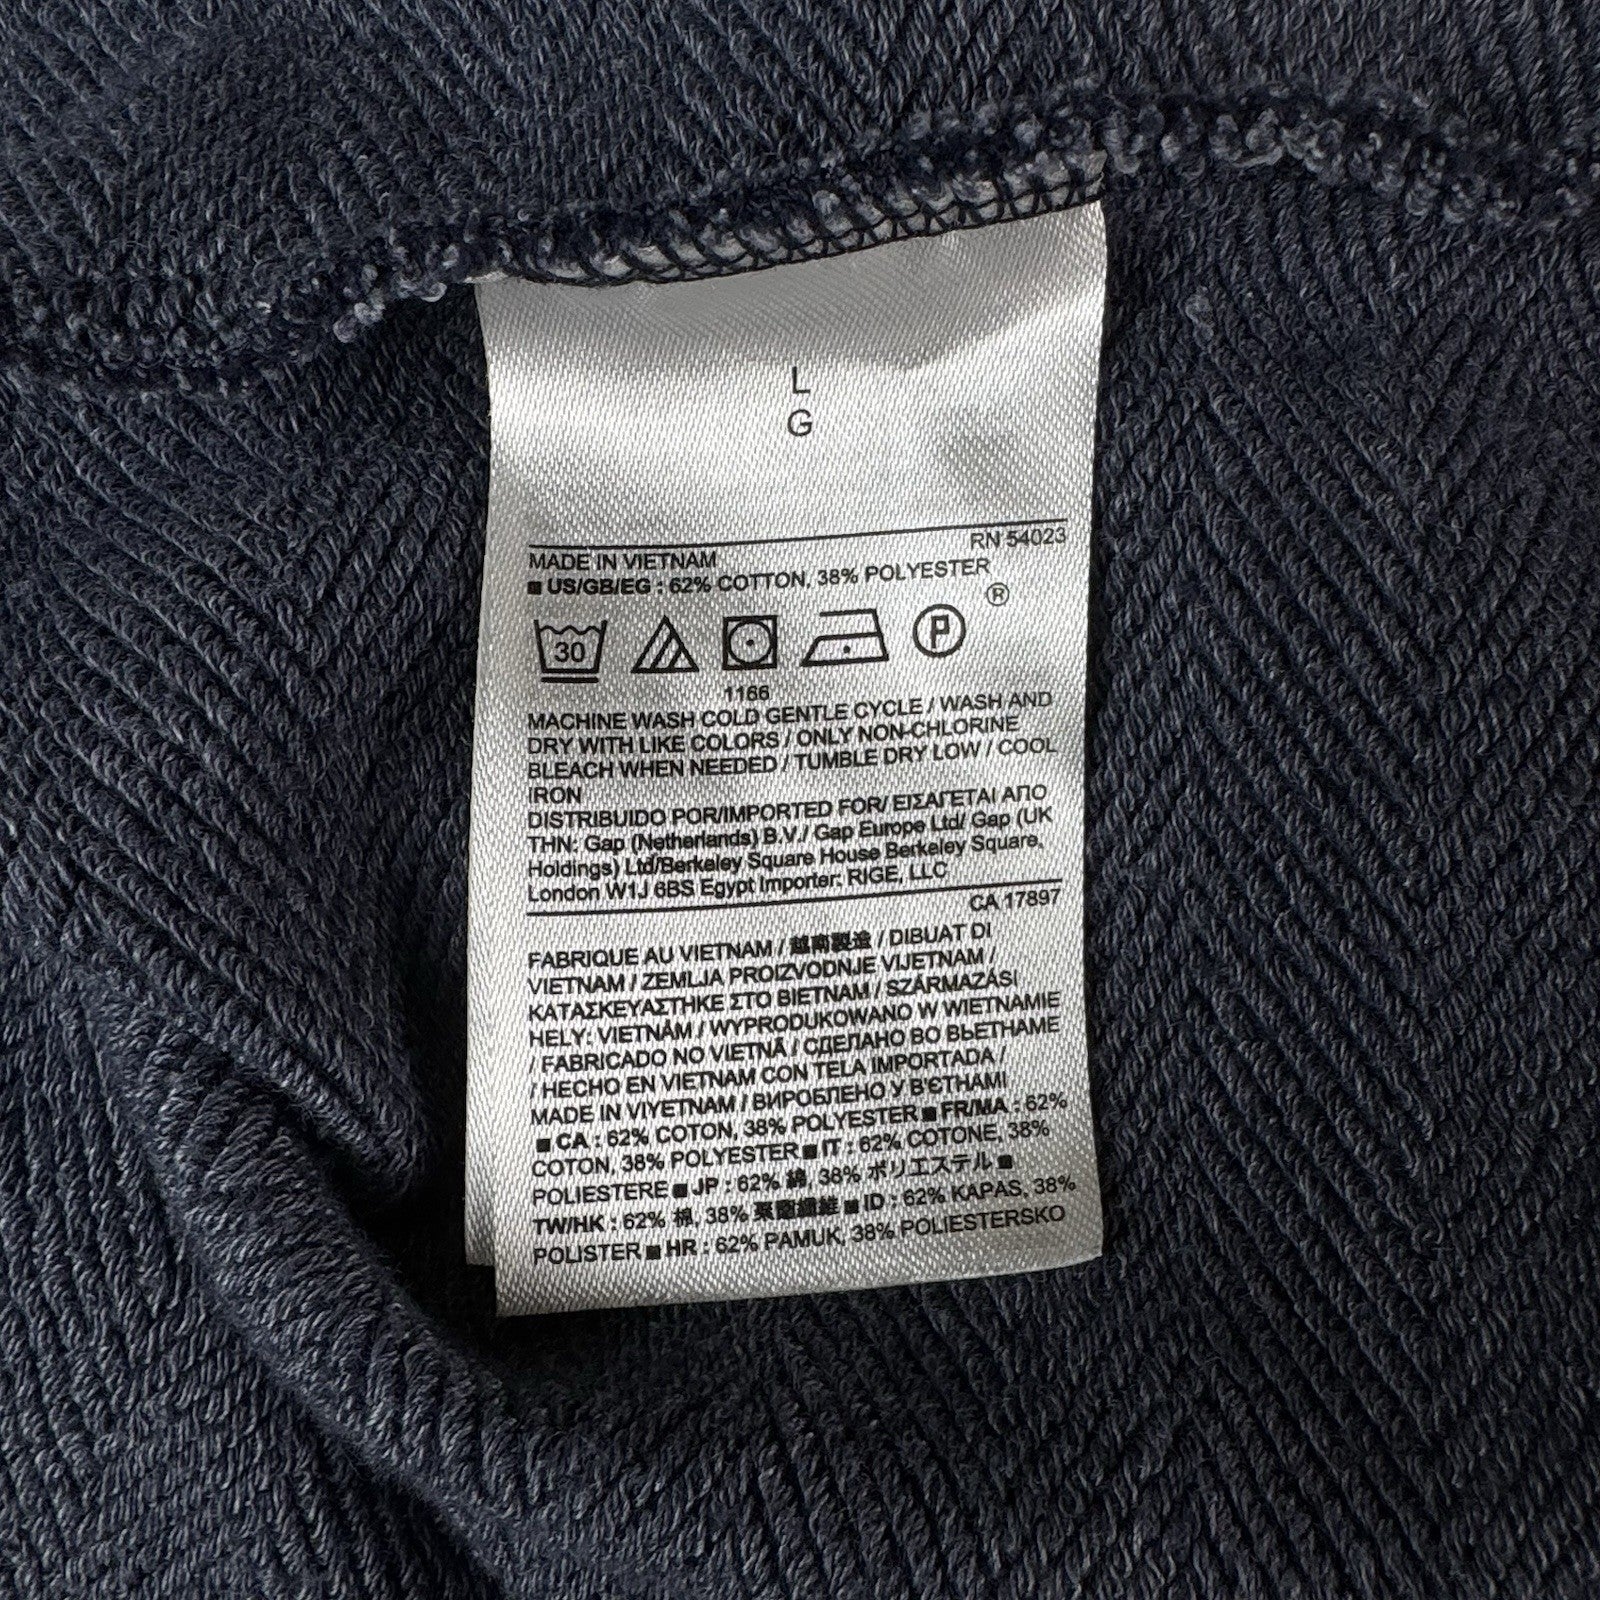 L
G
RN 54023
MADE IN VIETNAM
■ US/GB/EG : 62% COTTON, 38% POLYESTER
30 P ®
1166
MACHINE WASH COLD GENTLE CYCLE / WASH AND
DRY WITH LIKE COLORS / ONLY NON-CHLORINE
BLEACH WHEN NEEDED / TUMBLE DRY LOW / COOL
IRON
DISTRIBUIDO POR/IMPORTED FOR/ ΕΙΣΑΓΕΤΑΙ ΑΠΟ
ΤΗΝ: Gap (Netherlands) B.V./ Gap Europe Ltd/ Gap (UK
Holdings) Ltd/Berkeley Square House Berkeley Square,
London W1J 6BS Egypt Importer: RIGE, LLC
CA 17897
FABRIQUE AU VIETNAM / 越南製造 / DIBUAT DI
VIETNAM / ZEMLJA PROIZVODNJE VIJETNAM /
ΚΑΤΑΣΚΕΥΑΣΤΗΚΕ ΣΤΟ ΒΙΕΤΝΑΜ / SZÁRMAZÁSI
HELY: VIETNÁM / WYPRODUKOWANO W WIETNAMIE
/ FABRICADO NO VIETNÃ / СДЕЛАНО ВО ВЬЕТНАМЕ
/ HECHO EN VIETNAM CON TELA IMPORTADA /
MADE IN VIYETNAM / ВИРОБЛЕНО У В'ЄТНАМІ
■ CA : 62% COTON, 38% POLYESTER ■ FR/MA : 62%
COTON, 38% POLYESTER ■ IT : 62% COTONE, 38%
POLIESTERE ■ JP : 62% 綿, 38% ポリエステル ■
TW/HK : 62% 棉, 38% 聚酯纖維 ■ ID : 62% KAPAS, 38%
POLISTER ■ HR : 62% PAMUK, 38% POLIESTERSKO